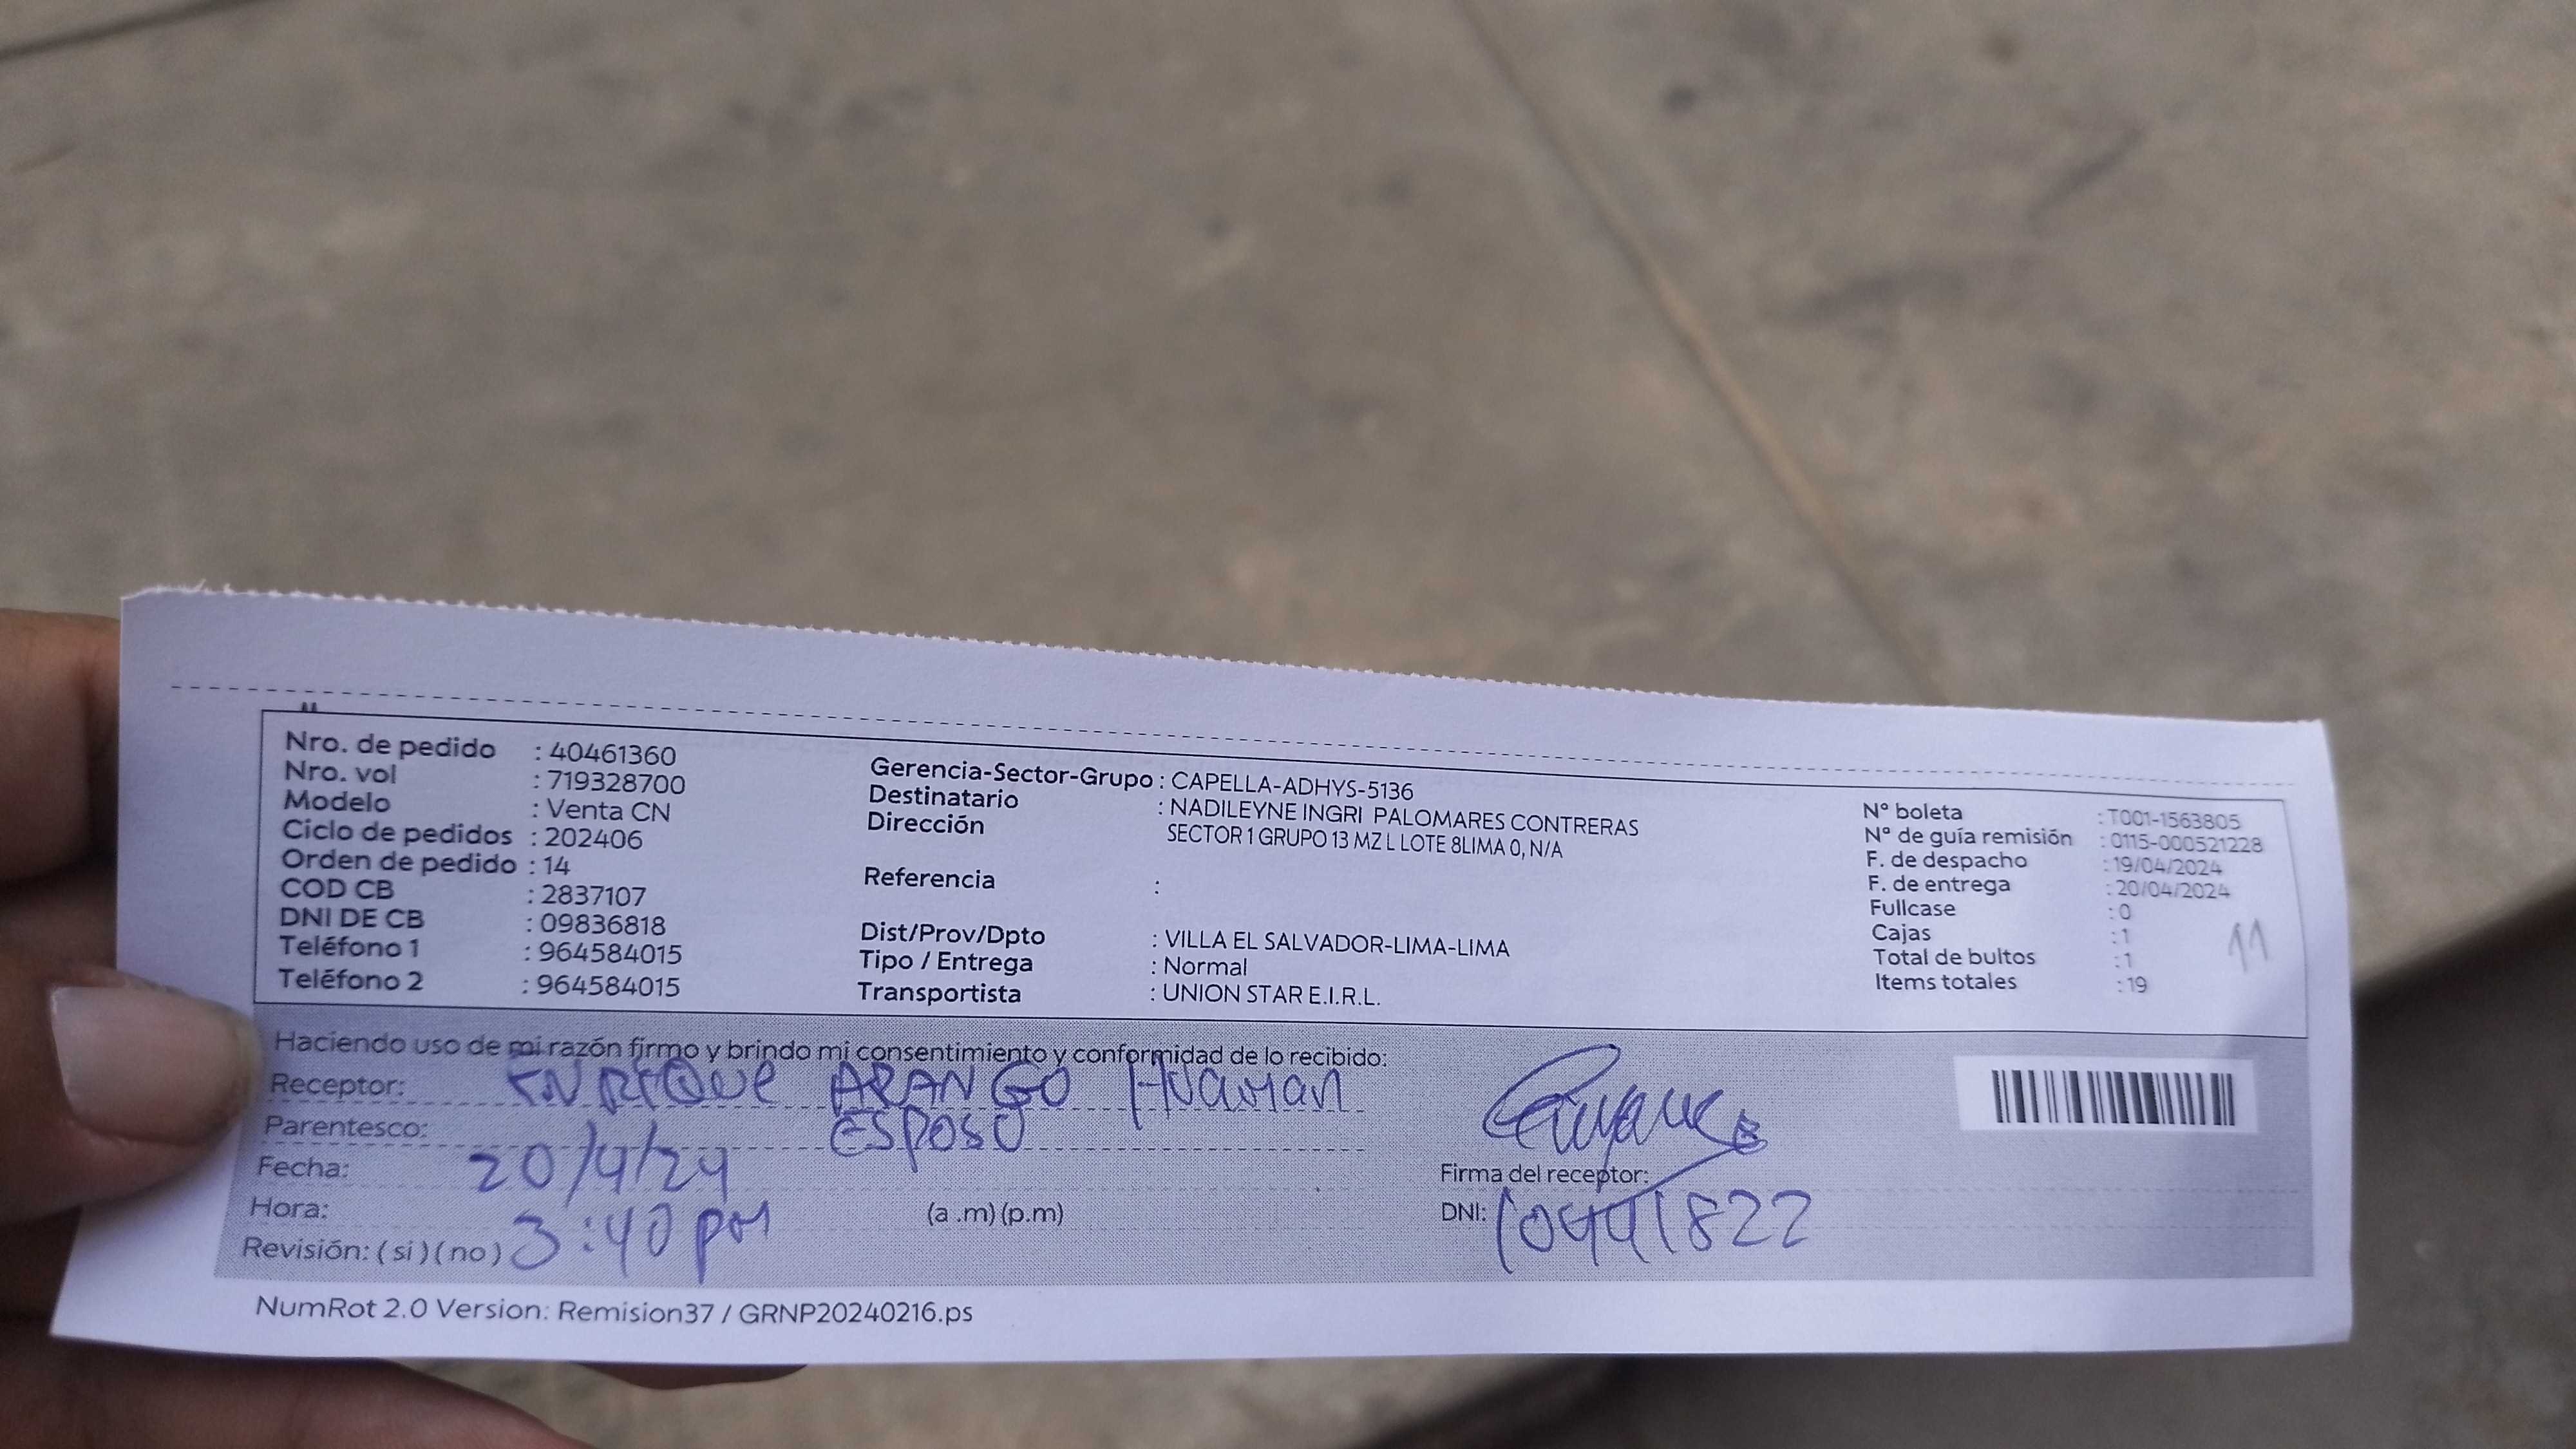 Nro. de pedido : 40461360
Nro. vol : 719328700
Modelo : Venta CN
Ciclo de pedidos : 202406
Orden de pedido : 14
COD CB : 2837107
DNI DE CB : 09836818
Teléfono 1 : 964584015
Teléfono 2 : 964584015
Gerencia-Sector-Grupo : CAPELLA-ADHYS-5136
Destinatario : NADILEYNE INGRI PALOMARES CONTRERAS
Dirección SECTOR 1 GRUPO 13 MZ L LOTE 8LIMA 0, N/A
Referencia :
Dist/Prov/Dpto : VILLA EL SALVADOR-LIMA-LIMA
Tipo / Entrega : Normal
Transportista : UNION STAR E.I.R.L.
N° boleta : T001-1563805
N° de guía remisión : 0115-000521228
F. de despacho : 19/04/2024
F. de entrega : 20/04/2024
Fullcase : 0
Cajas : 1
Total de bultos : 1
Items totales : 19
11
Haciendo uso de mi razón firmo y brindo mi consentimiento y conformidad de lo recibido:
Receptor: ENRIQUE ARANGO Huaman
Parentesco: ESPOSO
Fecha: 20/4/24
Hora: 3:40 pm (a .m) (p.m)
Revisión: ( si ) ( no )
Firma del receptor:
DNI: 10441822
NumRot 2.0 Version: Remision37 / GRNP20240216.ps